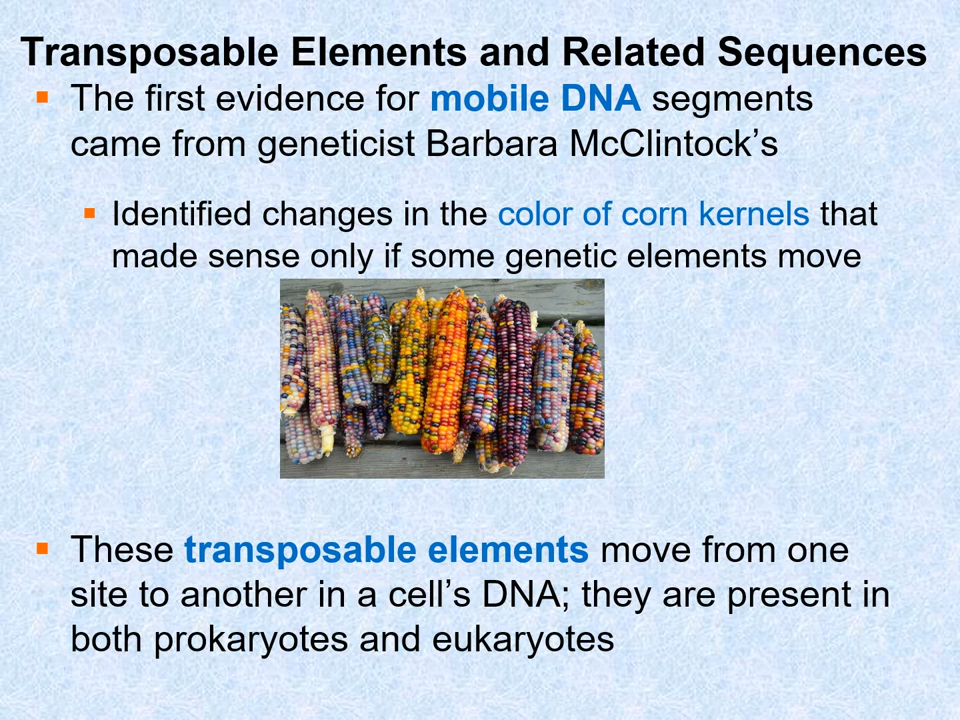 Transposable Elements and Related Sequences
▪ The first evidence for mobile DNA segments
came from geneticist Barbara McClintock’s
▪ Identified changes in the color of corn kernels that
made sense only if some genetic elements move
▪ These transposable elements move from one
site to another in a cell’s DNA; they are present in
both prokaryotes and eukaryotes